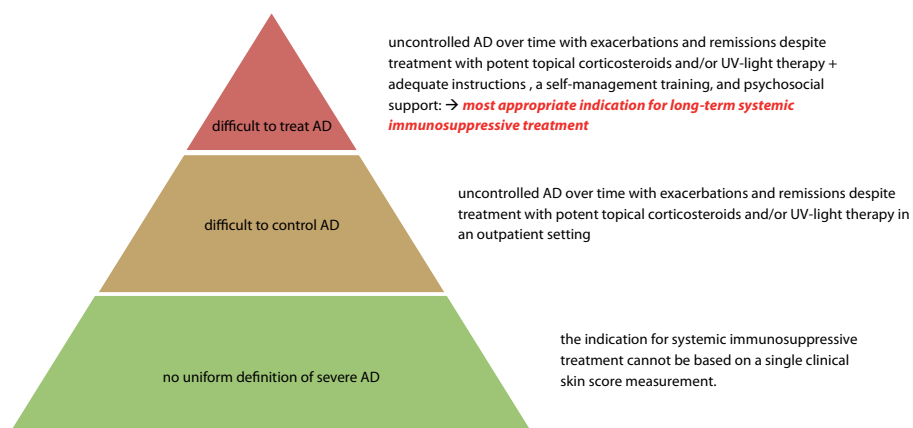 uncontrolled AD over time with exacerbations and remissions despite
treatment with potent topical corticosteroids and/or UV-light therapy +
adequate instructions , a self-management training, and psychosocial
support: → most appropriate indication for long-term systemic
immunosuppressive treatment
difficult to treat AD
uncontrolled AD over time with exacerbations and remissions despite
treatment with potent topical corticosteroids and/or UV-light therapy in
an outpatient setting
difficult to control AD
the indication for systemic immunosuppressive
treatment cannot be based on a single clinical
skin score measurement.
no uniform definition of severe AD